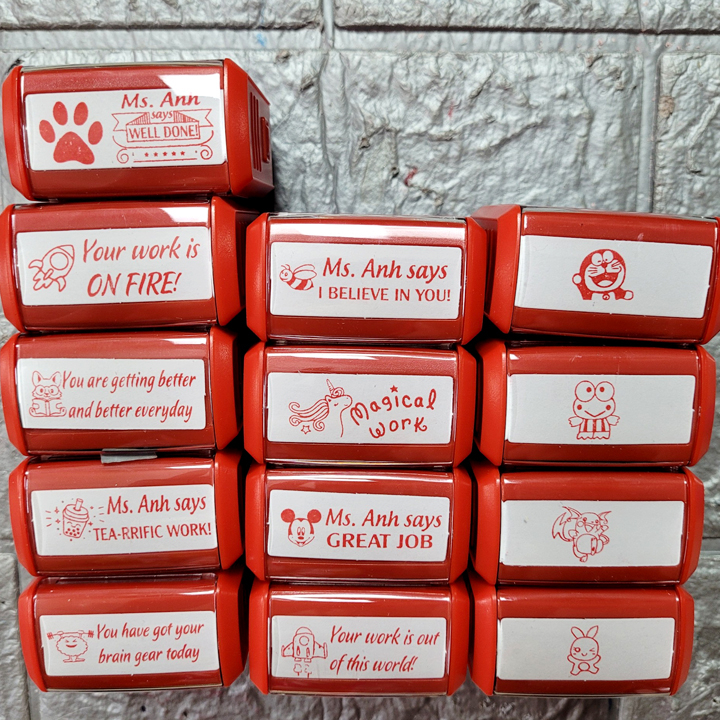 Ms. Anh
says
WELL DONE!
Your work is
ON FIRE!
You are getting better
and better everyday
Ms. Anh says
TEA-RRIFIC WORK!
You have got your
brain gear today
Ms. Anh says
I BELIEVE IN YOU!
Magical
Work
Ms. Anh says
GREAT JOB
Your work is out
of this world!